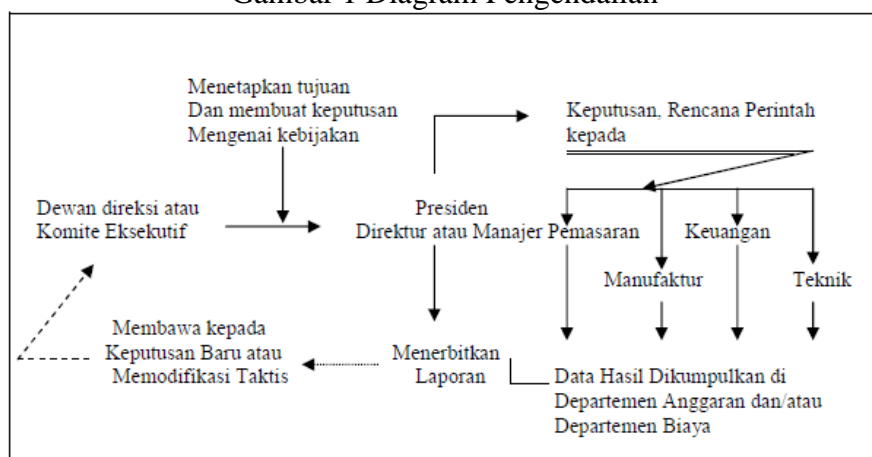 Gambar 1 Diagram Pengendalian
Menetapkan tujuan
Dan membuat keputusan
Mengenai kebijakan
Keputusan, Rencana Perintah
kepada
Dewan direksi atau
Komite Eksekutif
Presiden
Direktur atau Manajer Pemasaran
Keuangan
Manufaktur
Teknik
Membawa kepada
Keputusan Baru atau
Memodifikasi Taktis
Menerbitkan
Laporan
Data Hasil Dikumpulkan di
Departemen Anggaran dan/atau
Departemen Biaya